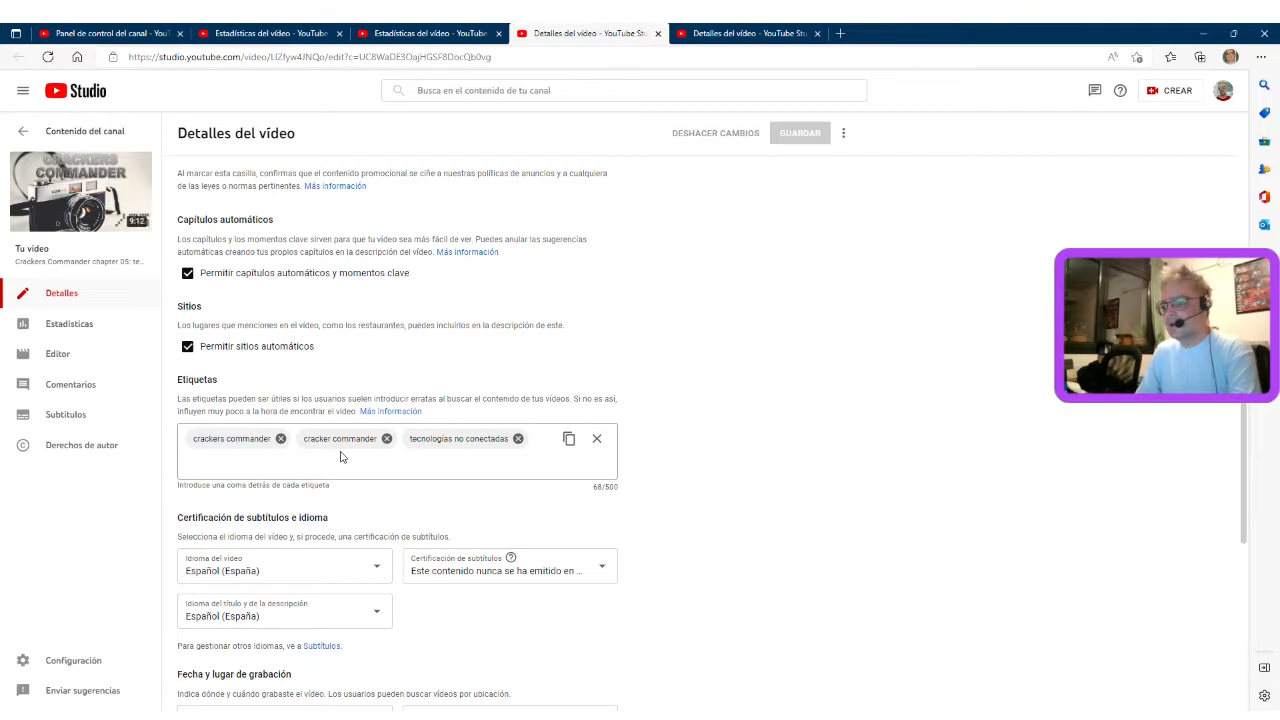 Panel de control del canal - YouT
Estadísticas del vídeo - YouTube
Estadísticas del vídeo - YouTube
Detalles del vídeo - YouTube Stu
Detalles del vídeo - YouTube Stu
https://studio.youtube.com/video/LlZfyw4JNQo/edit?c=UC8WaDE3OajHGSF8DocQb0vg
Studio
Busca en el contenido de tu canal
CREAR
Contenido del canal
CRACKERS
COMMANDER
9:12
Tu vídeo
Crackers Commander chapter 05: te...
Detalles
Estadísticas
Editor
Comentarios
Subtítulos
Derechos de autor
Configuración
Enviar sugerencias
Detalles del vídeo
DESHACER CAMBIOS
GUARDAR
Al marcar esta casilla, confirmas que el contenido promocional se ciñe a nuestras políticas de anuncios y a cualquiera
de las leyes o normas pertinentes. Más información
Capítulos automáticos
Los capítulos y los momentos clave sirven para que tu vídeo sea más fácil de ver. Puedes anular las sugerencias
automáticas creando tus propios capítulos en la descripción del vídeo. Más información
Permitir capítulos automáticos y momentos clave
Sitios
Los lugares que menciones en el vídeo, como los restaurantes, puedes incluirlos en la descripción de este.
Permitir sitios automáticos
Etiquetas
Las etiquetas pueden ser útiles si los usuarios suelen introducir erratas al buscar el contenido de tus vídeos. Si no es así,
influyen muy poco a la hora de encontrar el vídeo. Más información
crackers commander
cracker commander
tecnologías no conectadas
Introduce una coma detrás de cada etiqueta
68/500
Certificación de subtítulos e idioma
Selecciona el idioma del vídeo y, si procede, una certificación de subtítulos.
Idioma del vídeo
Español (España)
Certificación de subtítulos
Este contenido nunca se ha emitido en ...
Idioma del título y de la descripción
Español (España)
Para gestionar otros idiomas, ve a Subtítulos.
Fecha y lugar de grabación
Indica dónde y cuándo grabaste el vídeo. Los usuarios pueden buscar vídeos por ubicación.